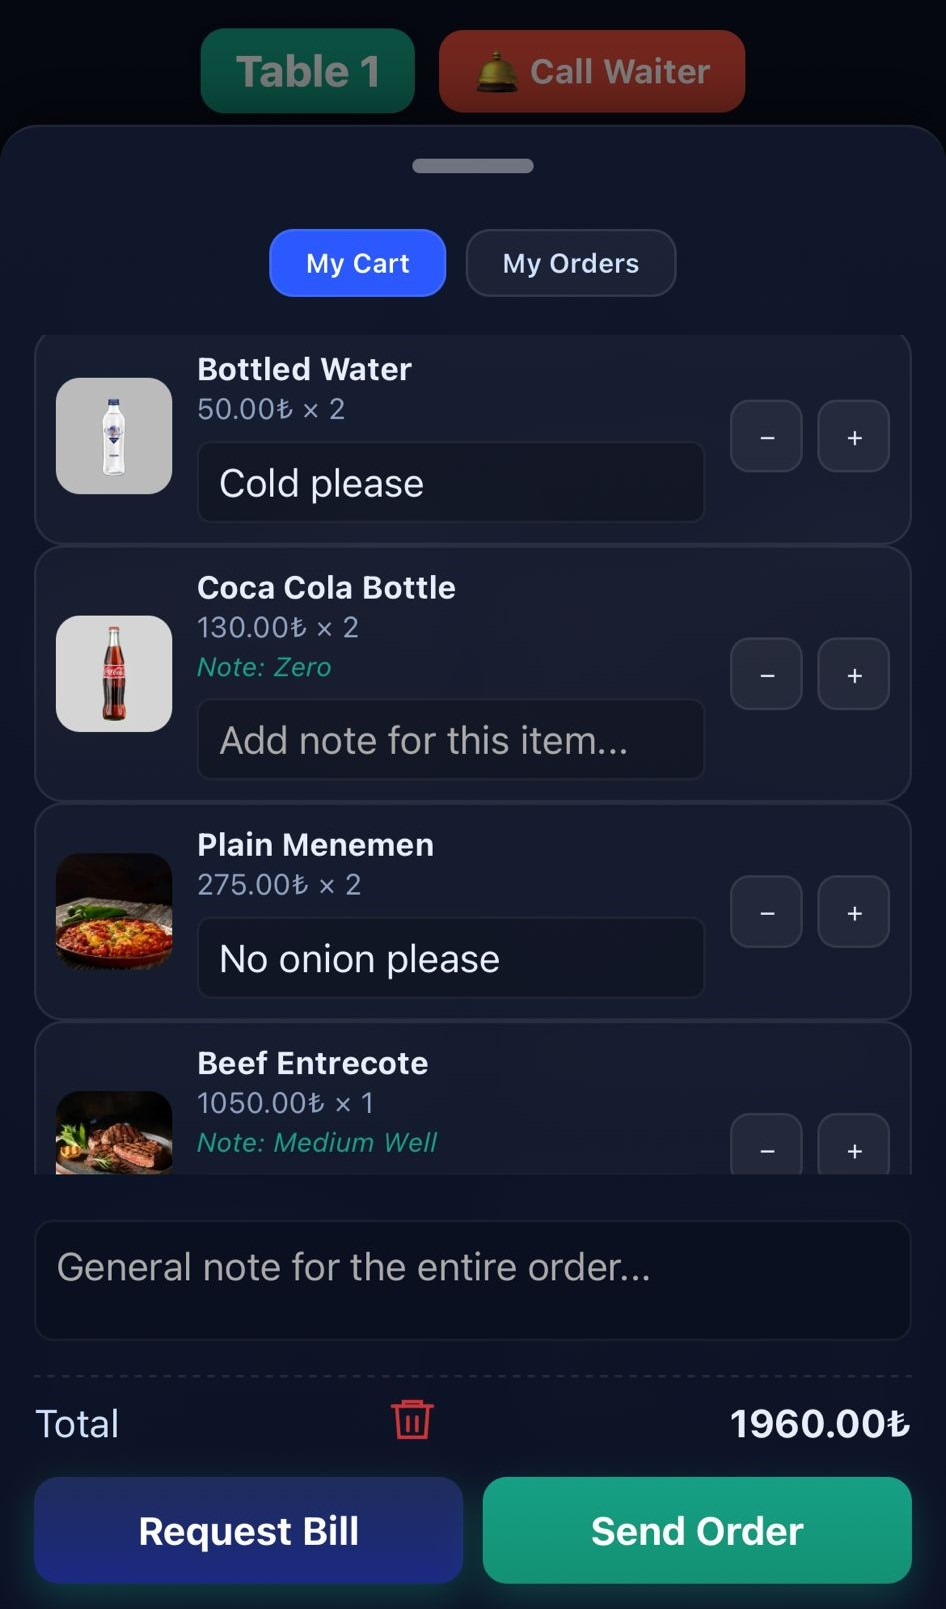 Table 1
Call Waiter
My Cart
My Orders
Bottled Water
50.00₺ × 2
Cold please
− +
Coca Cola Bottle
130.00₺ × 2
Note: Zero
Add note for this item...
− +
Plain Menemen
275.00₺ × 2
No onion please
− +
Beef Entrecote
1050.00₺ × 1
Note: Medium Well
− +
General note for the entire order...
Total
1960.00₺
Request Bill
Send Order